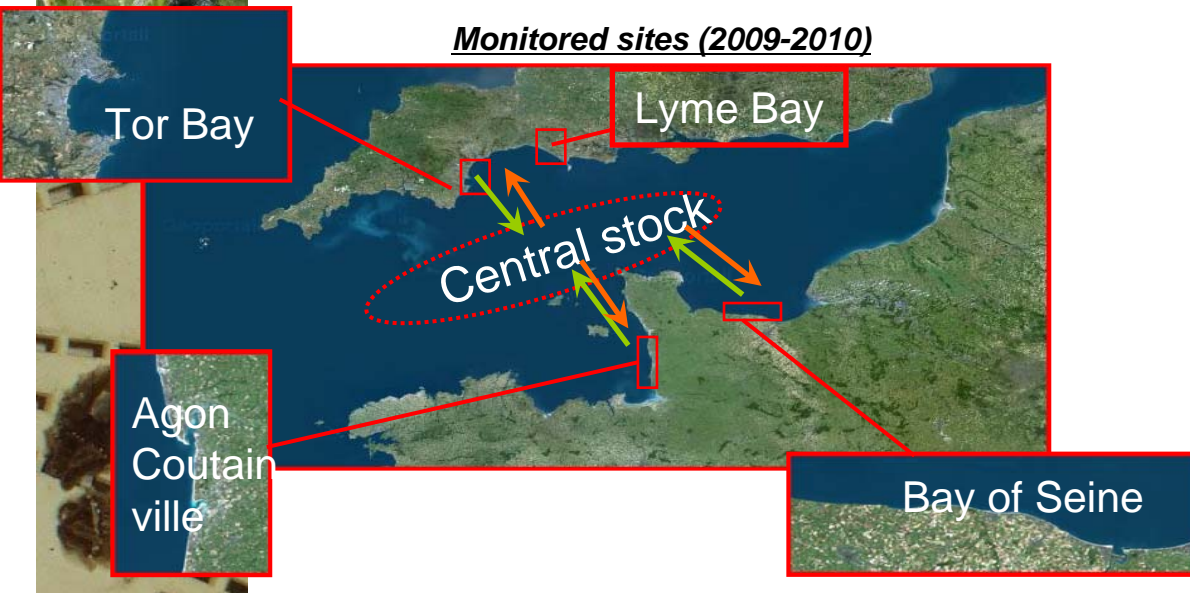 Monitored sites (2009-2010)
Tor Bay
Lyme Bay
Central stock
Agon
Coutain
ville
Bay of Seine